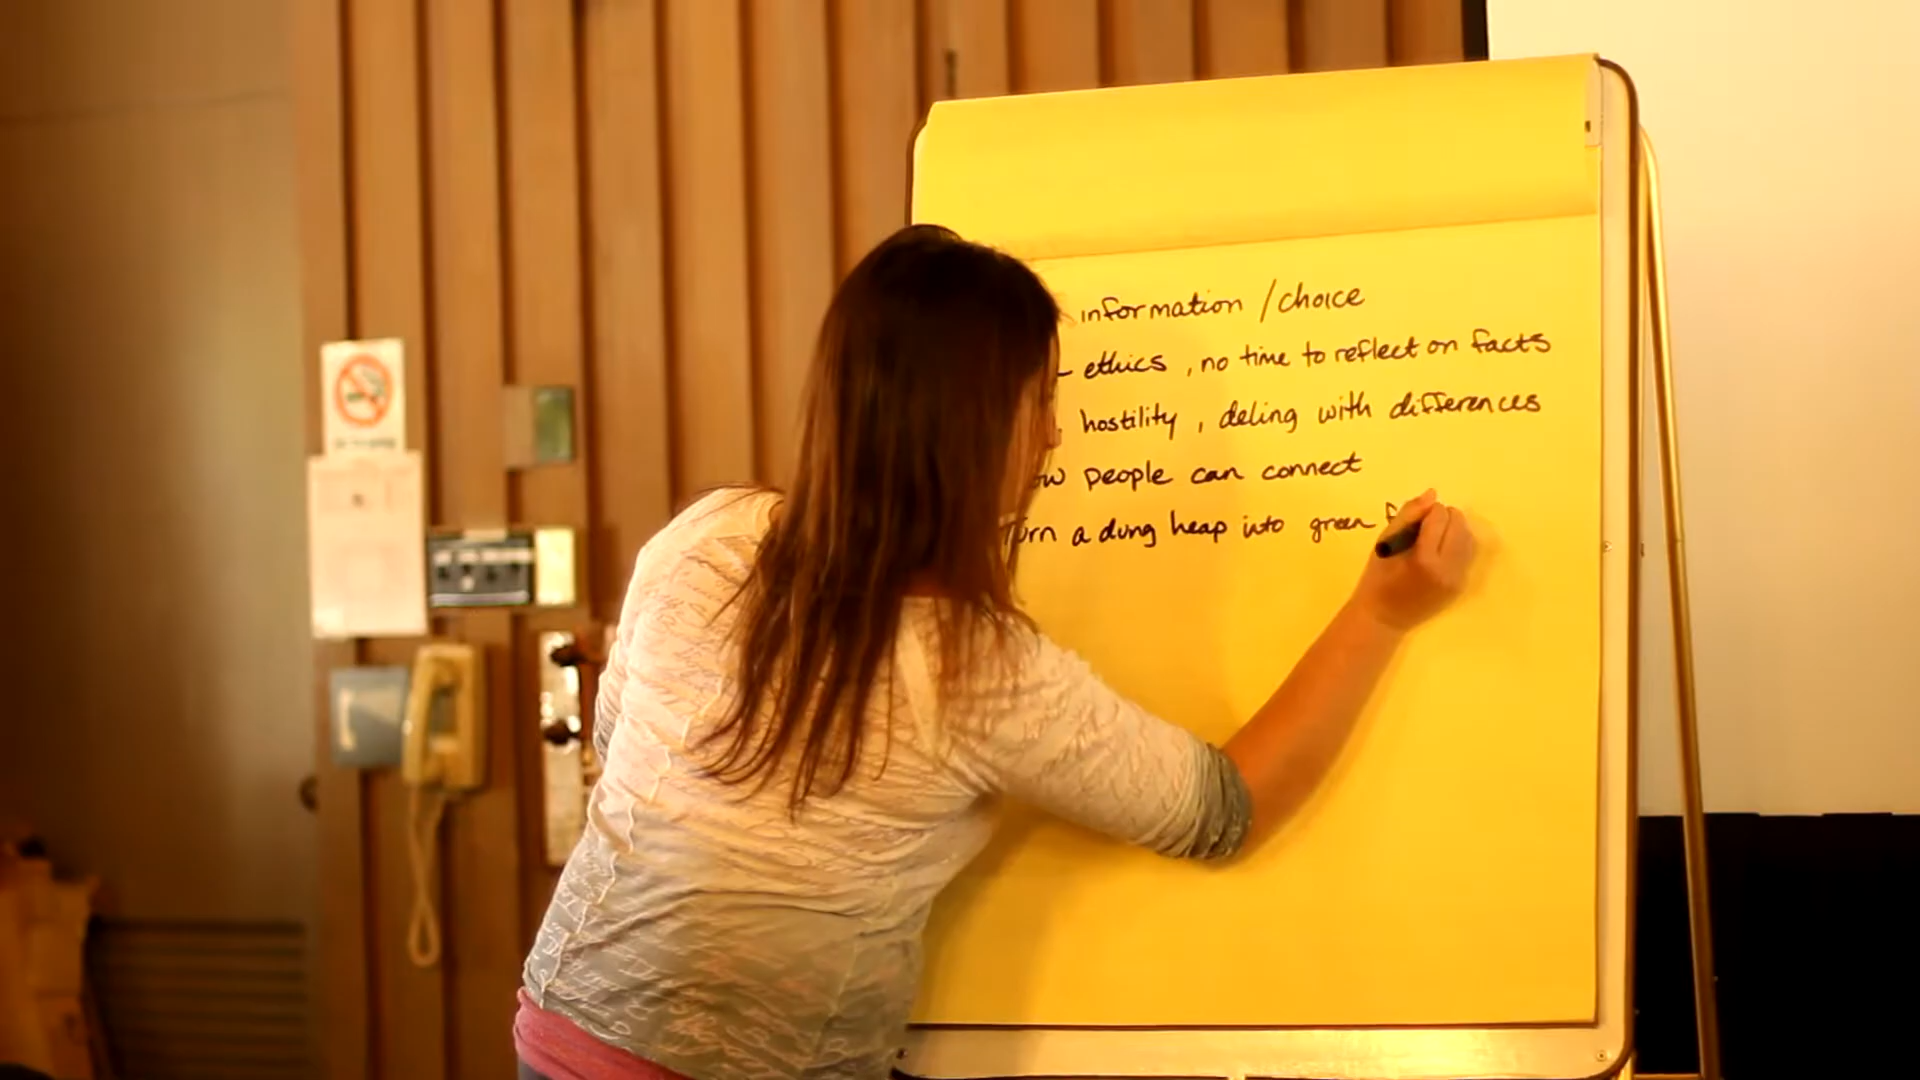 information / choice
ethics, no time to reflect on facts
hostility, deling with differences
people can connect
a dung heap into green